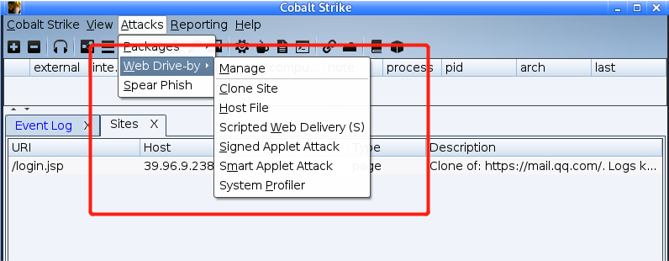 Cobalt Strike
Cobalt Strike View Attacks Reporting Help
Packages
Web Drive-by
Spear Phish
Manage
Clone Site
Host File
Scripted Web Delivery (S)
Signed Applet Attack
Smart Applet Attack
System Profiler
external inte... note process pid arch last
Event Log X Sites X
URI Host Type Description
/login.jsp 39.96.9.238 page Clone of: https://mail.qq.com/. Logs k...